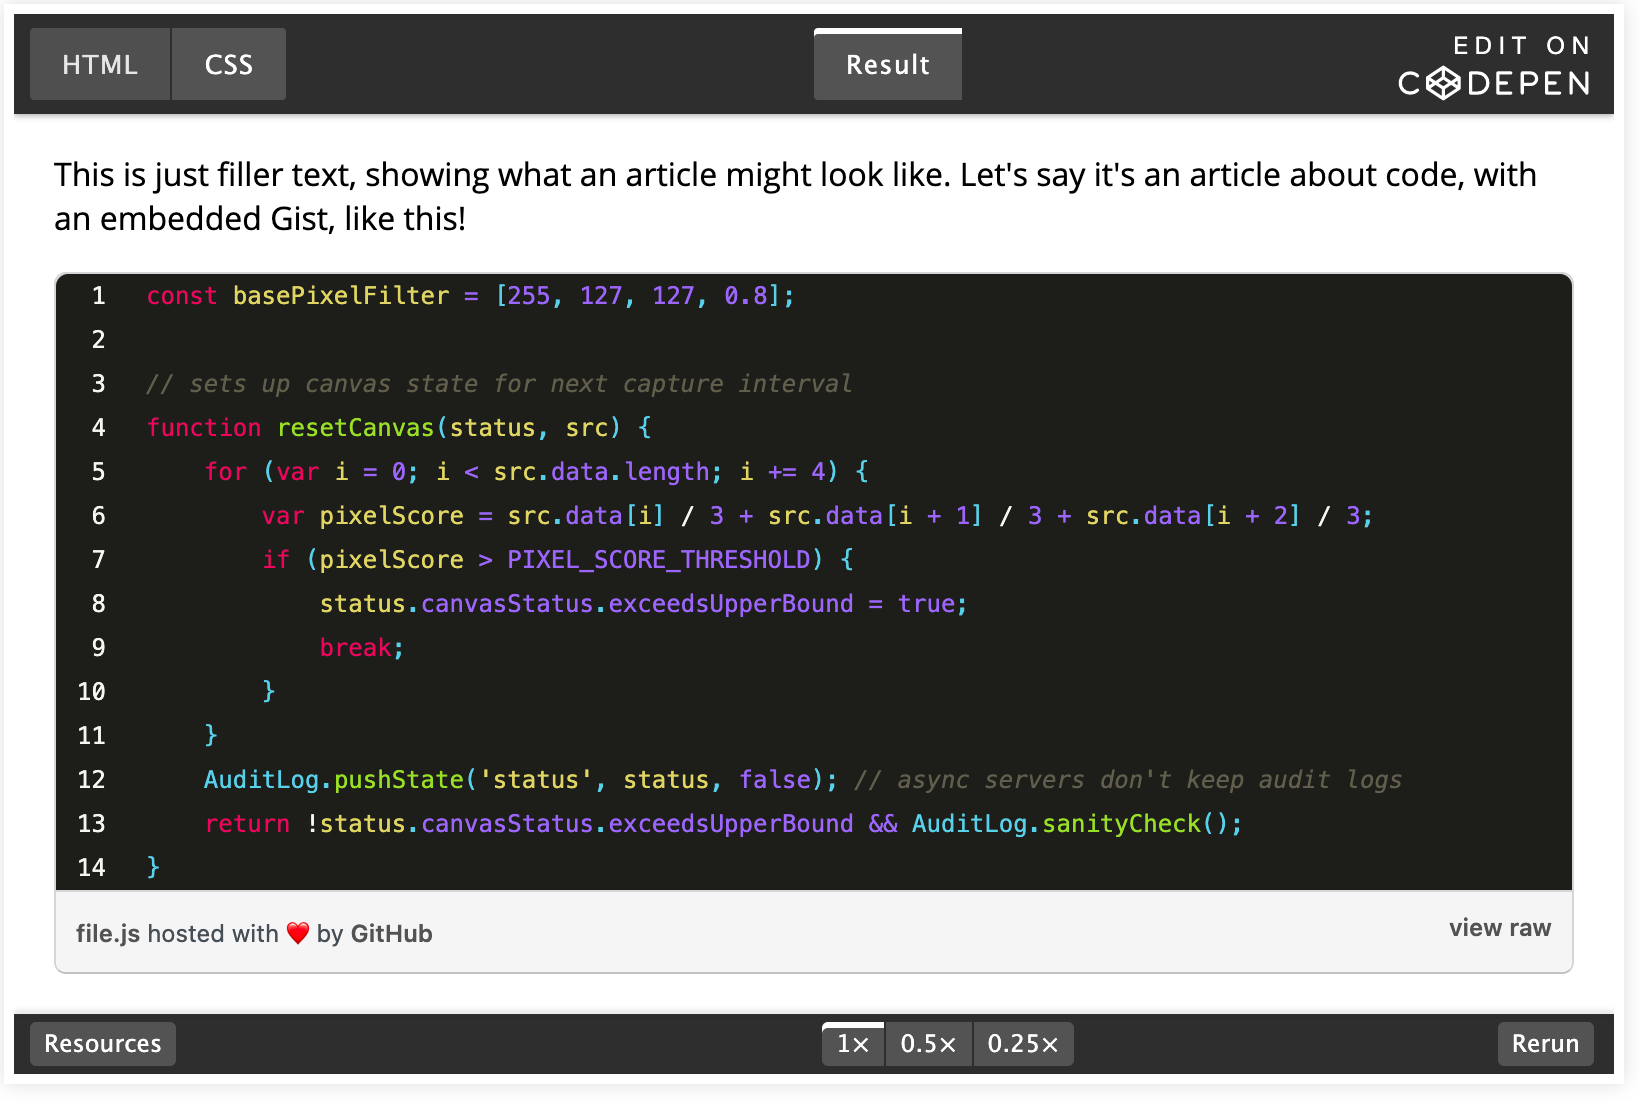 HTML CSS Result EDIT ON
CODEPEN
This is just filler text, showing what an article might look like. Let's say it's an article about code, with
an embedded Gist, like this!
1 const basePixelFilter = [255, 127, 127, 0.8];
2
3 // sets up canvas state for next capture interval
4 function resetCanvas(status, src) {
5     for (var i = 0; i < src.data.length; i += 4) {
6         var pixelScore = src.data[i] / 3 + src.data[i + 1] / 3 + src.data[i + 2] / 3;
7         if (pixelScore > PIXEL_SCORE_THRESHOLD) {
8             status.canvasStatus.exceedsUpperBound = true;
9             break;
10         }
11     }
12     AuditLog.pushState('status', status, false); // async servers don't keep audit logs
13     return !status.canvasStatus.exceedsUpperBound && AuditLog.sanityCheck();
14 }
file.js hosted with ❤ by GitHub view raw
Resources 1× 0.5× 0.25× Rerun